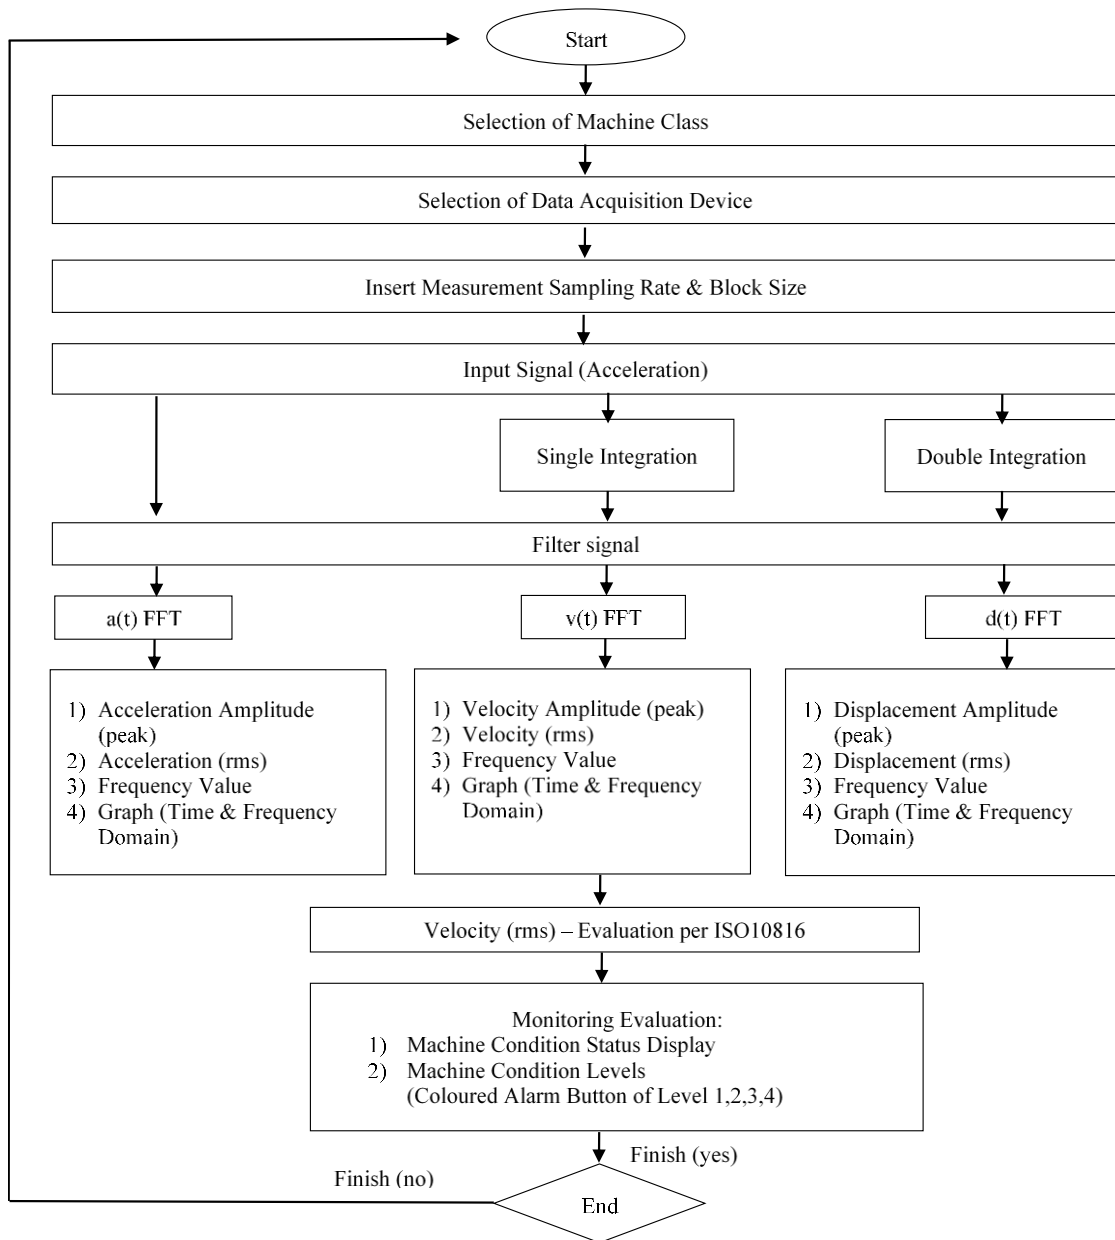 Start
Selection of Machine Class
Selection of Data Acquisition Device
Insert Measurement Sampling Rate & Block Size
Input Signal (Acceleration)
Single Integration
Double Integration
Filter signal
a(t) FFT
v(t) FFT
d(t) FFT
1) Acceleration Amplitude
(peak)
2) Acceleration (rms)
3) Frequency Value
4) Graph (Time & Frequency
Domain)
1) Velocity Amplitude (peak)
2) Velocity (rms)
3) Frequency Value
4) Graph (Time & Frequency
Domain)
1) Displacement Amplitude
(peak)
2) Displacement (rms)
3) Frequency Value
4) Graph (Time & Frequency
Domain)
Velocity (rms) – Evaluation per ISO10816
Monitoring Evaluation:
1) Machine Condition Status Display
2) Machine Condition Levels
(Coloured Alarm Button of Level 1,2,3,4)
Finish (yes)
Finish (no)
End